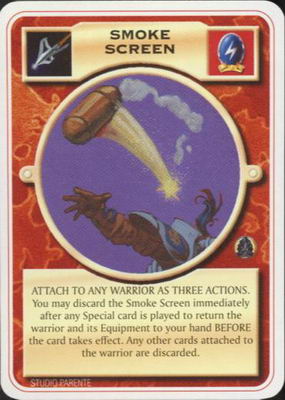 SMOKE
SCREEN
ATTACH TO ANY WARRIOR AS THREE ACTIONS.
You may discard the Smoke Screen immediately
after any Special card is played to return the
warrior and its Equipment to your hand BEFORE
the card takes effect. Any other cards attached to
the warrior are discarded.
STUDIO PARENTE